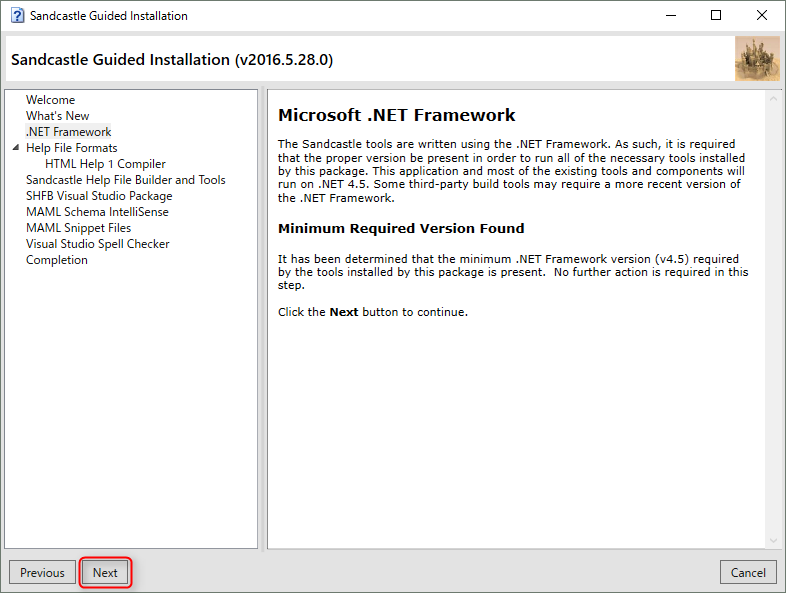 Sandcastle Guided Installation
Sandcastle Guided Installation (v2016.5.28.0)
Welcome
What's New
.NET Framework
Help File Formats
HTML Help 1 Compiler
Sandcastle Help File Builder and Tools
SHFB Visual Studio Package
MAML Schema IntelliSense
MAML Snippet Files
Visual Studio Spell Checker
Completion
Microsoft .NET Framework
The Sandcastle tools are written using the .NET Framework. As such, it is required
that the proper version be present in order to run all of the necessary tools installed
by this package. This application and most of the existing tools and components will
run on .NET 4.5. Some third-party build tools may require a more recent version of
the .NET Framework.
Minimum Required Version Found
It has been determined that the minimum .NET Framework version (v4.5) required
by the tools installed by this package is present.  No further action is required in this
step.
Click the Next button to continue.
Previous
Next
Cancel